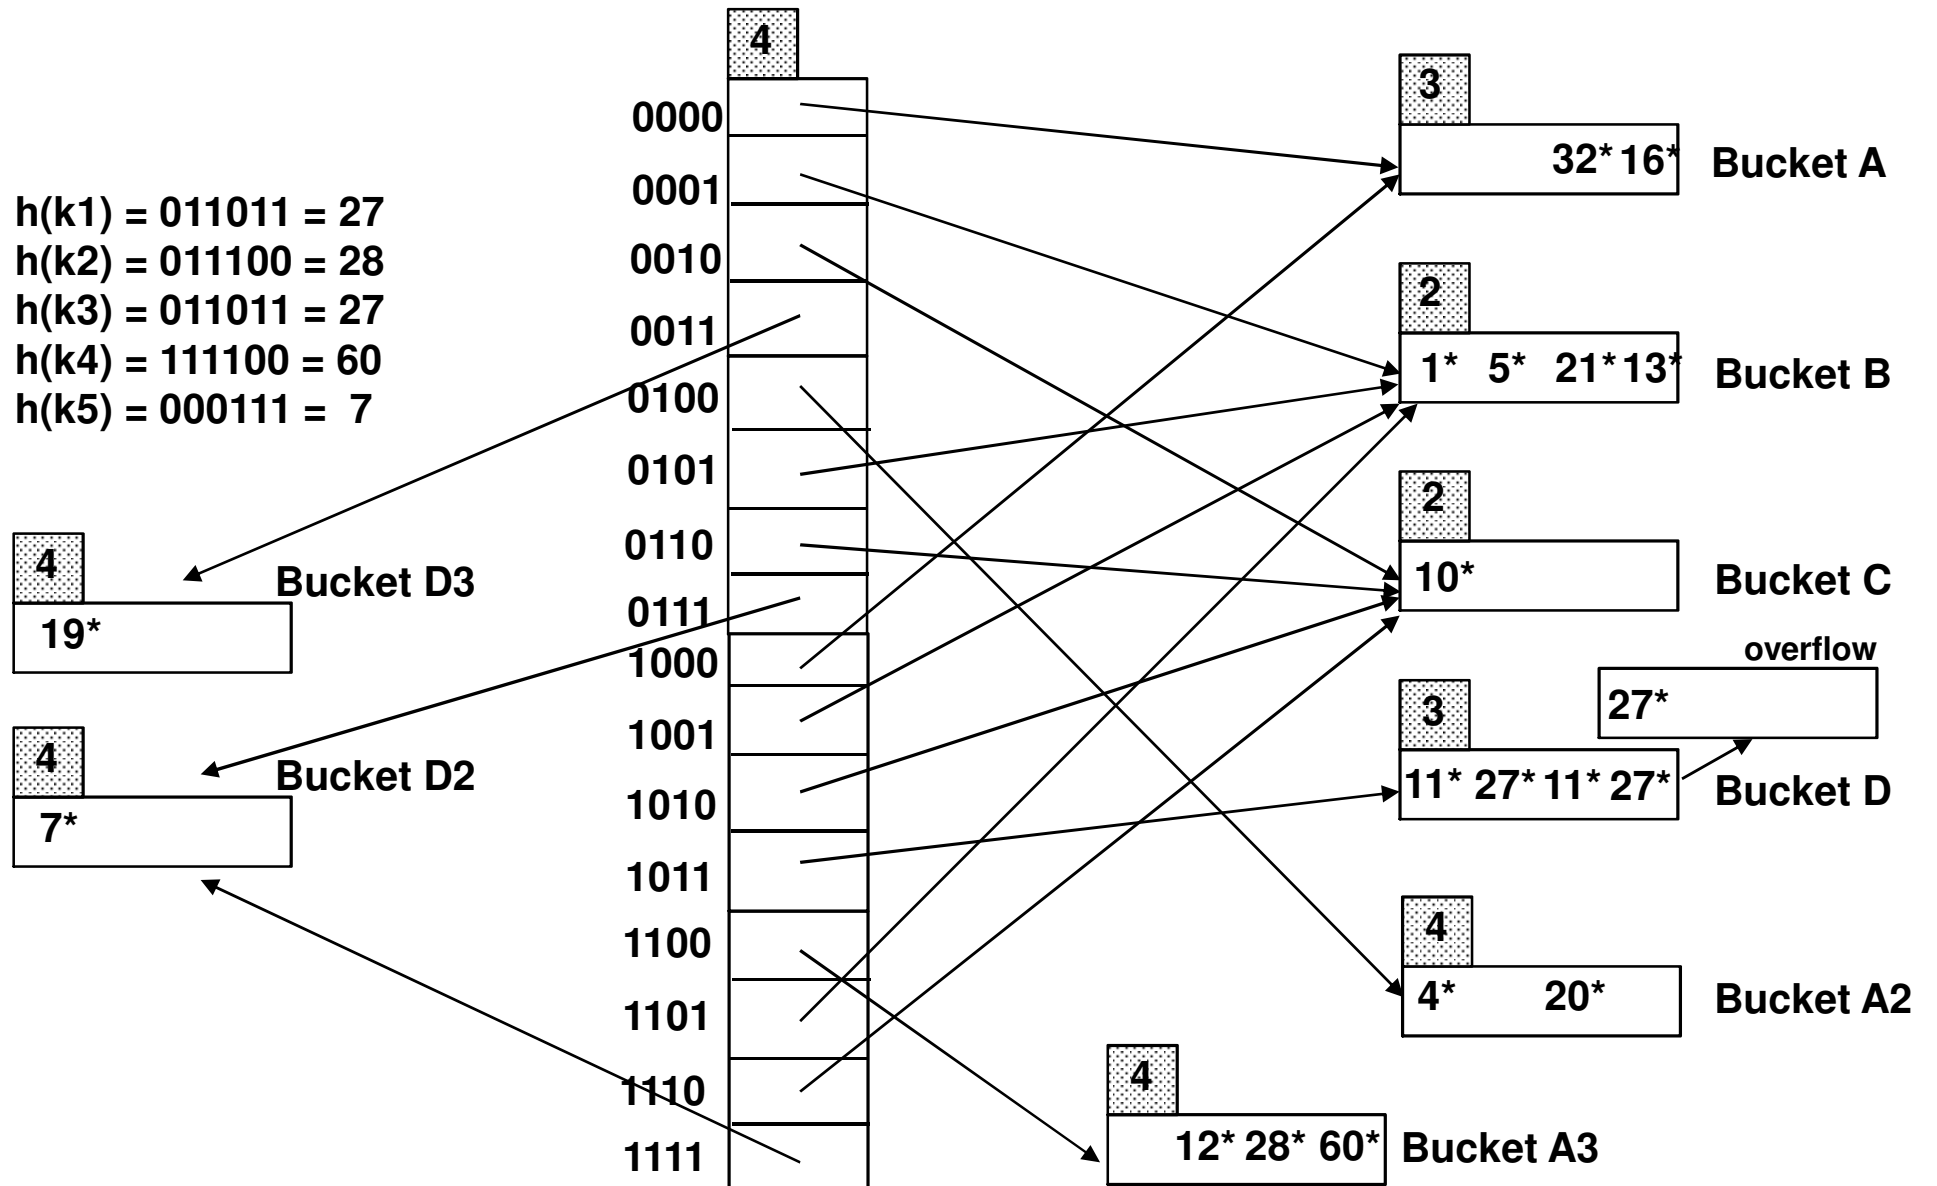 h(k1) = 011011 = 27
h(k2) = 011100 = 28
h(k3) = 011011 = 27
h(k4) = 111100 = 60
h(k5) = 000111 = 7
4
Bucket D3
19*
4
Bucket D2
7*
4
0000
0001
0010
0011
0100
0101
0110
0111
1000
1001
1010
1011
1100
1101
1110
1111
3
32* 16*
Bucket A
2
1* 5* 21* 13*
Bucket B
2
10*
Bucket C
overflow
27*
3
11* 27* 11* 27*
Bucket D
4
4* 20*
Bucket A2
4
12* 28* 60*
Bucket A3